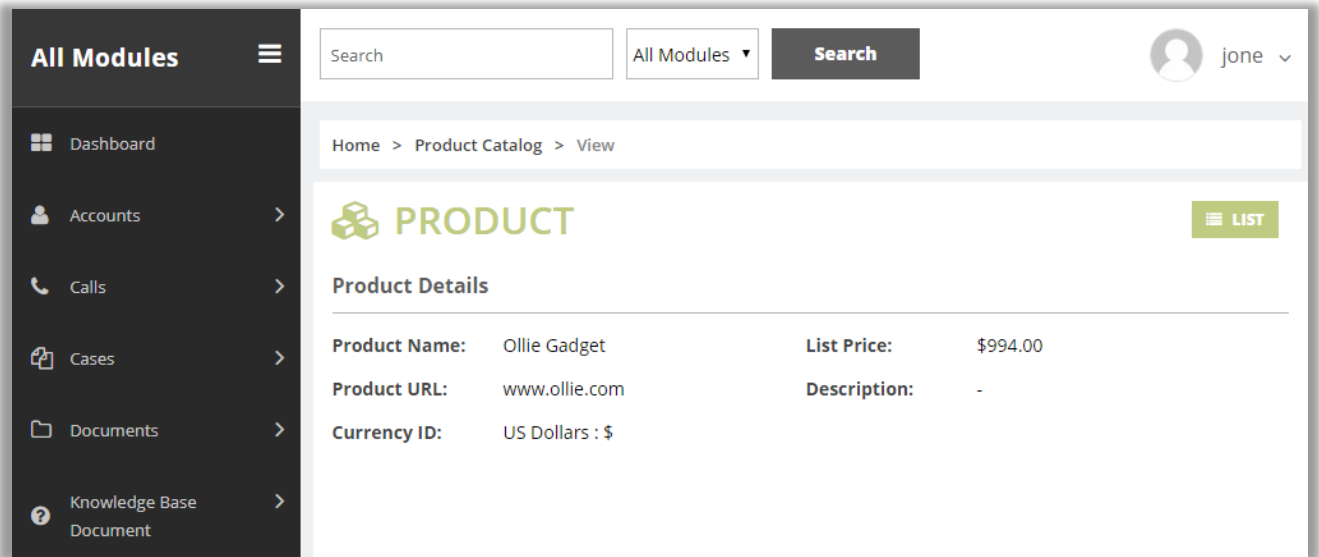 All Modules
Search
All Modules
Search
jone
Dashboard
Accounts
Calls
Cases
Documents
Knowledge Base
Document
Home > Product Catalog > View
PRODUCT
LIST
Product Details
Product Name: Ollie Gadget List Price: $994.00
Product URL: www.ollie.com Description: -
Currency ID: US Dollars : $